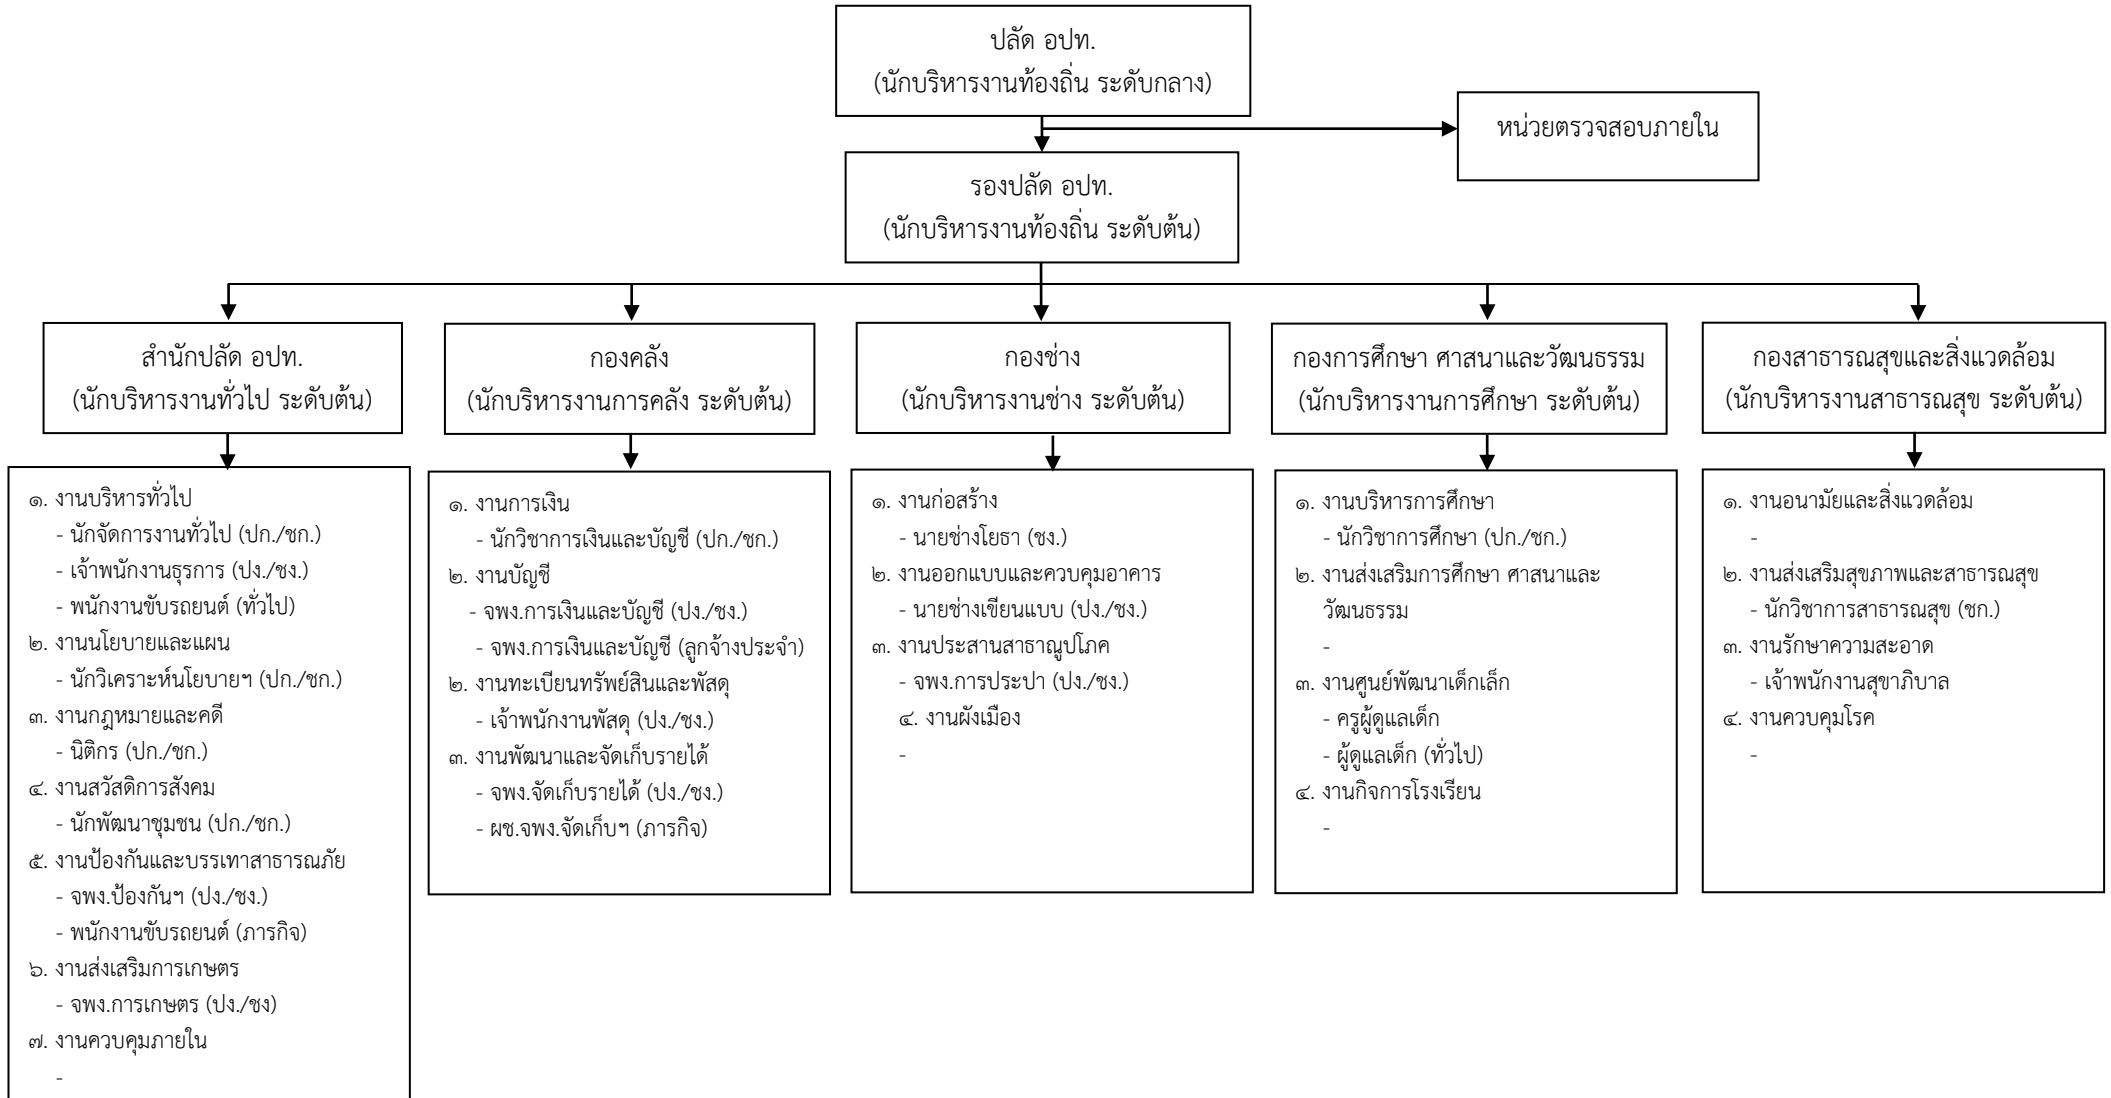 ปลัด อปท.
(นักบริหารงานท้องถิ่น ระดับกลาง)
หน่วยตรวจสอบภายใน
รองปลัด อปท.
(นักบริหารงานท้องถิ่น ระดับต้น)
สำนักปลัด อปท.
(นักบริหารงานทั่วไป ระดับต้น)
กองคลัง
(นักบริหารงานการคลัง ระดับต้น)
กองช่าง
(นักบริหารงานช่าง ระดับต้น)
กองการศึกษา ศาสนาและวัฒนธรรม
(นักบริหารงานการศึกษา ระดับต้น)
กองสาธารณสุขและสิ่งแวดล้อม
(นักบริหารงานสาธารณสุข ระดับต้น)
๑. งานบริหารทั่วไป
- นักจัดการงานทั่วไป (ปก./ชก.)
- เจ้าพนักงานธุรการ (ปง./ชง.)
- พนักงานขับรถยนต์ (ทั่วไป)
๒. งานนโยบายและแผน
- นักวิเคราะห์นโยบายฯ (ปก./ชก.)
๓. งานกฎหมายและคดี
- นิติกร (ปก./ชก.)
๔. งานสวัสดิการสังคม
- นักพัฒนาชุมชน (ปก./ชก.)
๕. งานป้องกันและบรรเทาสาธารณภัย
- จพง.ป้องกันฯ (ปง./ชง.)
- พนักงานขับรถยนต์ (ภารกิจ)
๖. งานส่งเสริมการเกษตร
- จพง.การเกษตร (ปง./ชง)
๗. งานควบคุมภายใน
-
๑. งานการเงิน
- นักวิชาการเงินและบัญชี (ปก./ชก.)
๒. งานบัญชี
- จพง.การเงินและบัญชี (ปง./ชง.)
- จพง.การเงินและบัญชี (ลูกจ้างประจำ)
๒. งานทะเบียนทรัพย์สินและพัสดุ
- เจ้าพนักงานพัสดุ (ปง./ชง.)
๓. งานพัฒนาและจัดเก็บรายได้
- จพง.จัดเก็บรายได้ (ปง./ชง.)
- ผช.จพง.จัดเก็บฯ (ภารกิจ)
๑. งานก่อสร้าง
- นายช่างโยธา (ชง.)
๒. งานออกแบบและควบคุมอาคาร
- นายช่างเขียนแบบ (ปง./ชง.)
๓. งานประสานสาธาณูปโภค
- จพง.การประปา (ปง./ชง.)
๔. งานผังเมือง
-
๑. งานบริหารการศึกษา
- นักวิชาการศึกษา (ปก./ชก.)
๒. งานส่งเสริมการศึกษา ศาสนาและ
วัฒนธรรม
-
๓. งานศูนย์พัฒนาเด็กเล็ก
- ครูผู้ดูแลเด็ก
- ผู้ดูแลเด็ก (ทั่วไป)
๔. งานกิจการโรงเรียน
-
๑. งานอนามัยและสิ่งแวดล้อม
-
๒. งานส่งเสริมสุขภาพและสาธารณสุข
- นักวิชาการสาธารณสุข (ชก.)
๓. งานรักษาความสะอาด
- เจ้าพนักงานสุขาภิบาล
๔. งานควบคุมโรค
-